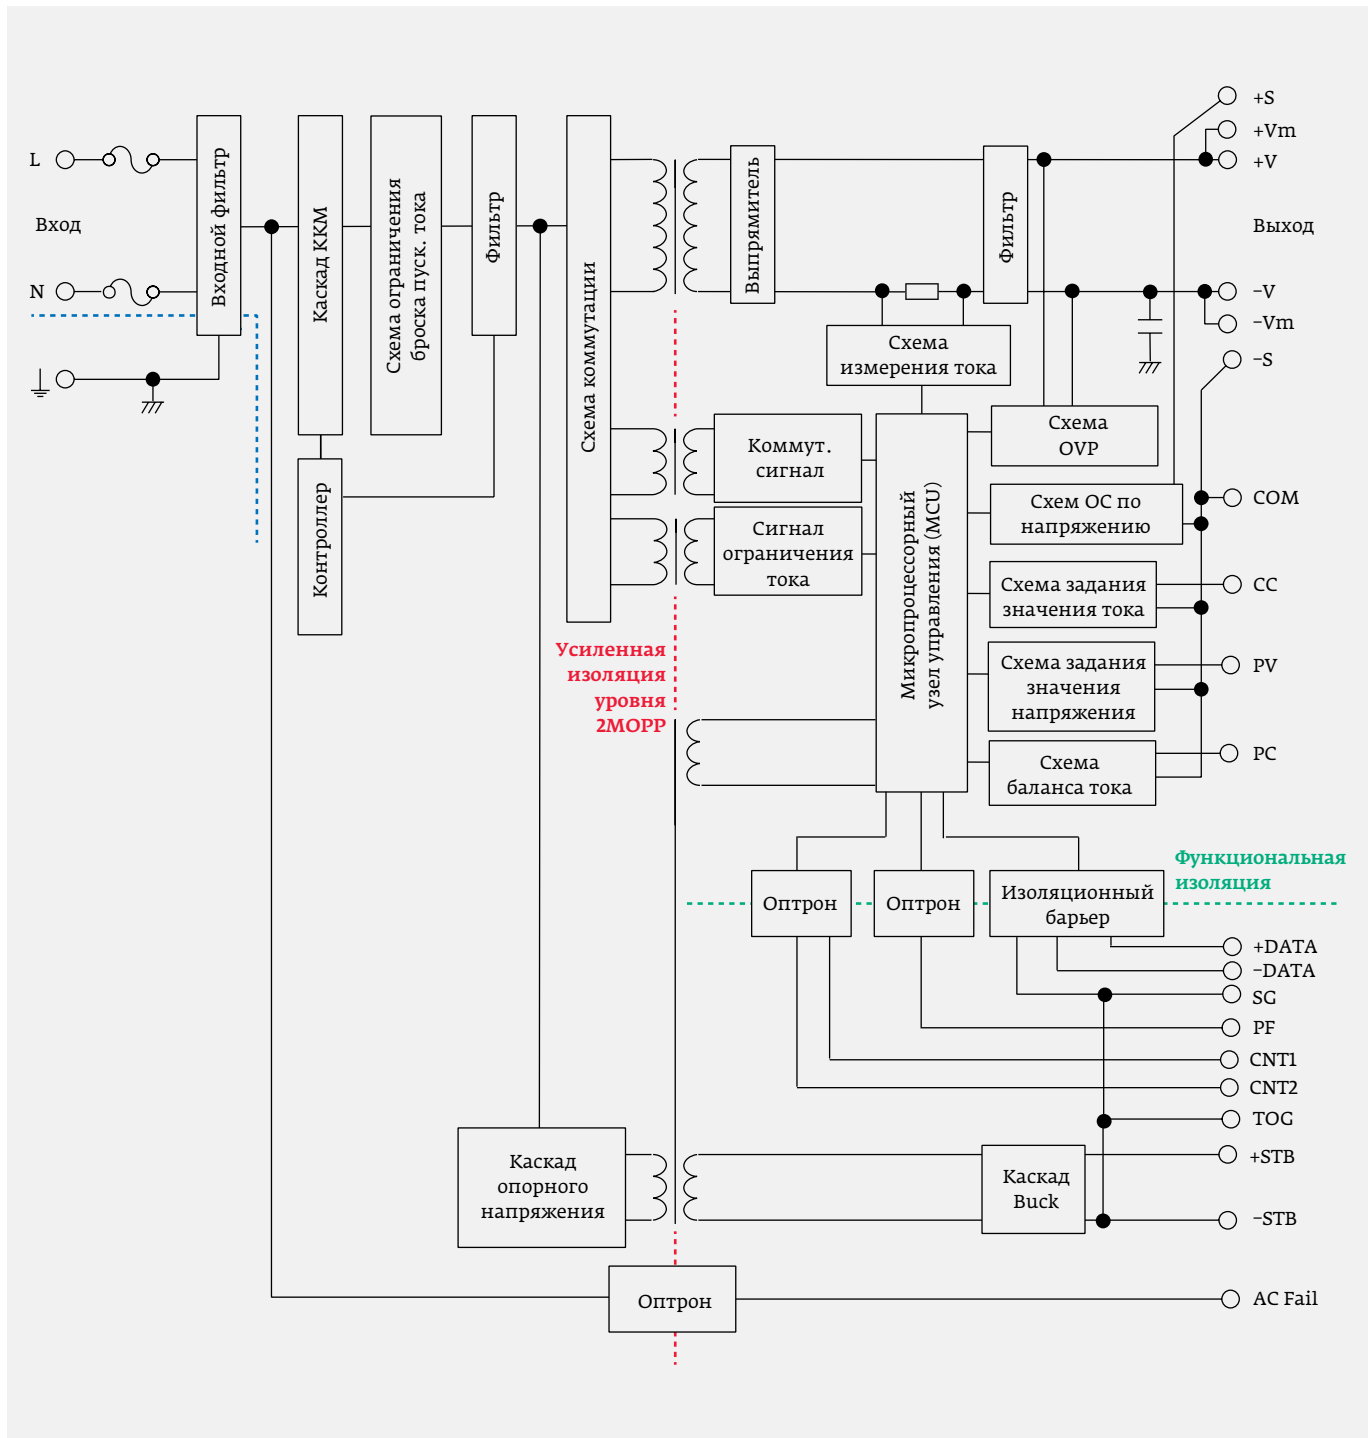 L
Вход
N
Входной фильтр
Каскад ККМ
Схема ограничения
броска пуск. тока
Фильтр
Схема коммутации
Контроллер
Выпрямитель
Фильтр
+S
+Vm
+V
Выход
–V
–Vm
–S
Схема
измерения тока
Схема
OVP
Коммут.
сигнал
Сигнал
ограничения
тока
Микропроцессорный
узел управления (MCU)
Схем ОС по
напряжению
COM
Схема задания
значения тока
CC
Схема задания
значения
напряжения
PV
Схема
баланса тока
PC
Усиленная
изоляция
уровня
2MOPP
Функциональная
изоляция
Оптрон
Оптрон
Изоляционный
барьер
+DATA
–DATA
SG
PF
CNT1
CNT2
TOG
+STB
–STB
Каскад
опорного
напряжения
Каскад
Buck
Оптрон
AC Fail